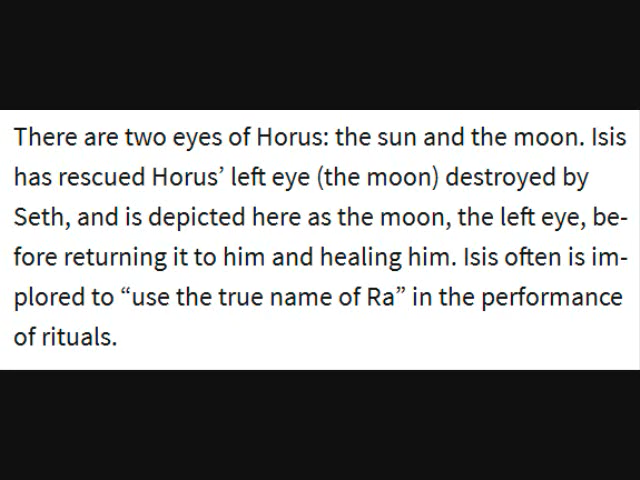 There are two eyes of Horus: the sun and the moon. Isis
has rescued Horus’ left eye (the moon) destroyed by
Seth, and is depicted here as the moon, the left eye, be-
fore returning it to him and healing him. Isis often is im-
plored to “use the true name of Ra” in the performance
of rituals.